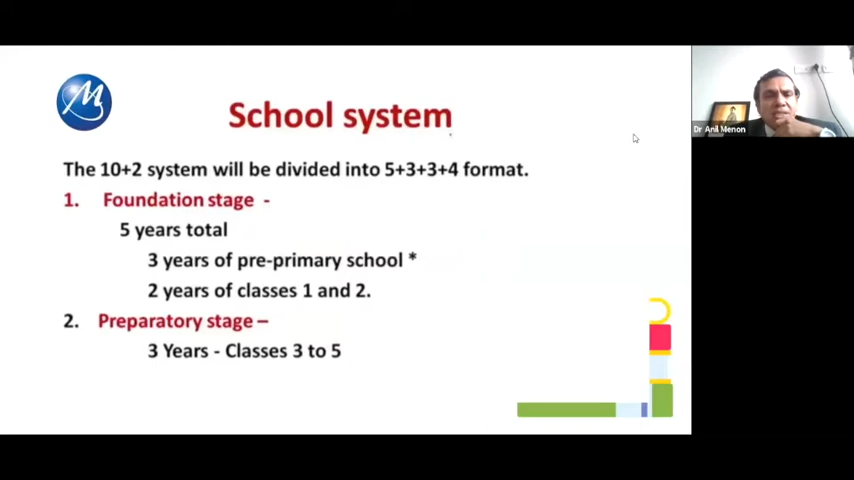 M
School system
The 10+2 system will be divided into 5+3+3+4 format.
1. Foundation stage -
5 years total
3 years of pre-primary school *
2 years of classes 1 and 2.
2. Preparatory stage –
3 Years - Classes 3 to 5
Dr Anil Menon